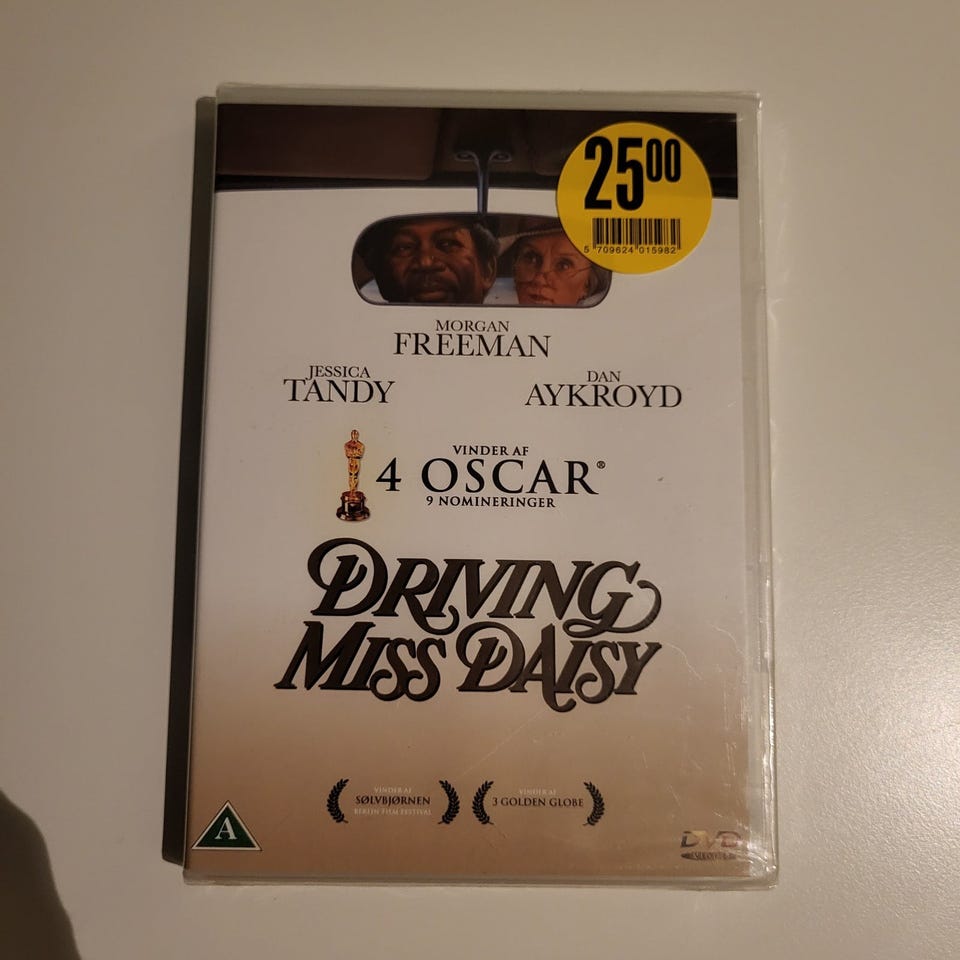 25⁰⁰
5 709624 015982
MORGAN
FREEMAN
JESSICA
TANDY
DAN
AYKROYD
VINDER AF
4 OSCAR®
9 NOMINERINGER
DRIVING
MISS DAISY
VINDER AF
SØLVBJØRNEN
BERLIN FILM FESTIVAL
VINDER AF
3 GOLDEN GLOBE
A
DVD